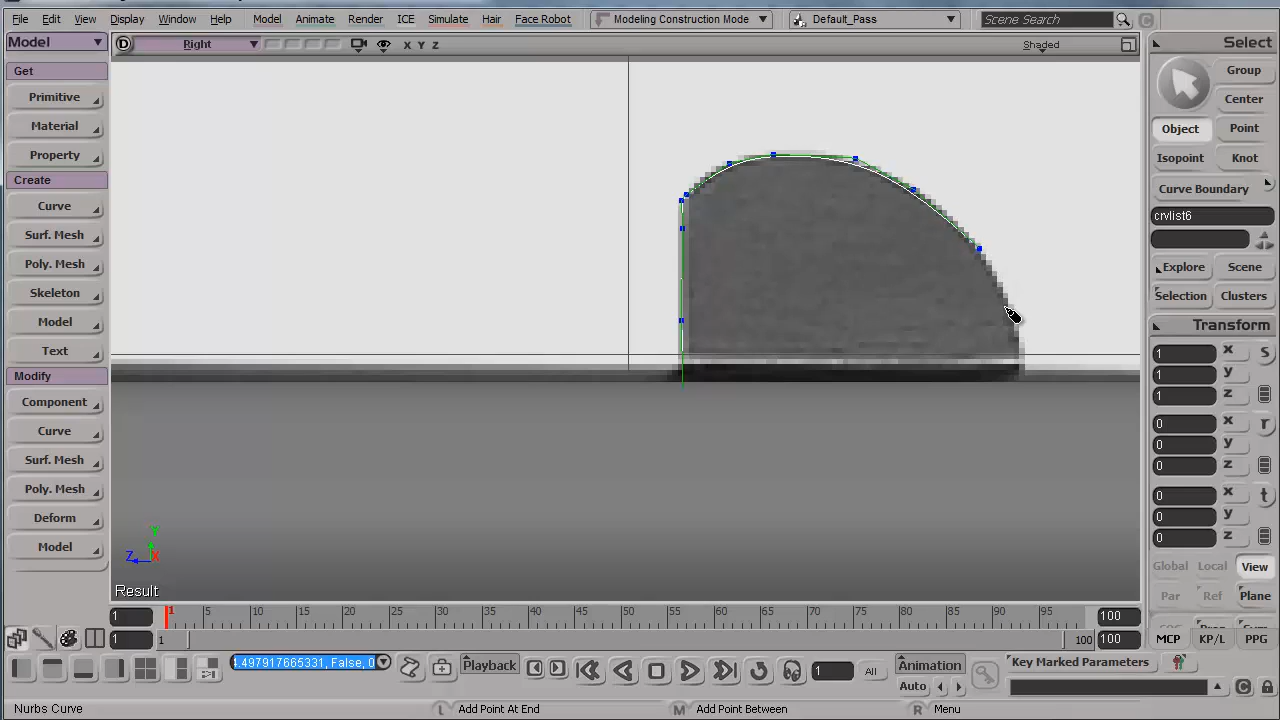 File Edit View Display Window Help Model Animate Render ICE Simulate Hair Face Robot Modeling Construction Mode Default_Pass Scene Search C
Model
D Right X Y Z Shaded
Select
Get
Primitive
Material
Property
Create
Curve
Surf. Mesh
Poly. Mesh
Skeleton
Model
Text
Modify
Component
Curve
Surf. Mesh
Poly. Mesh
Deform
Model
Group
Center
Object Point
Isopoint Knot
Curve Boundary
crvlist6
Explore Scene
Selection Clusters
Transform
1 x s
1 y
1 z
0 x r
0 y
0 z
0 x t
0 y
0 z
Global Local View
Par Ref Plane
MCP KP/L PPG
Y
Z X
Result
1 1 5 10 15 20 25 30 35 40 45 50 55 60 65 70 75 80 85 90 95 100
1 1 100 100
.497917665331, False, 0 Playback 1 All Animation Key Marked Parameters
Auto C
Nurbs Curve L Add Point At End M Add Point Between R Menu